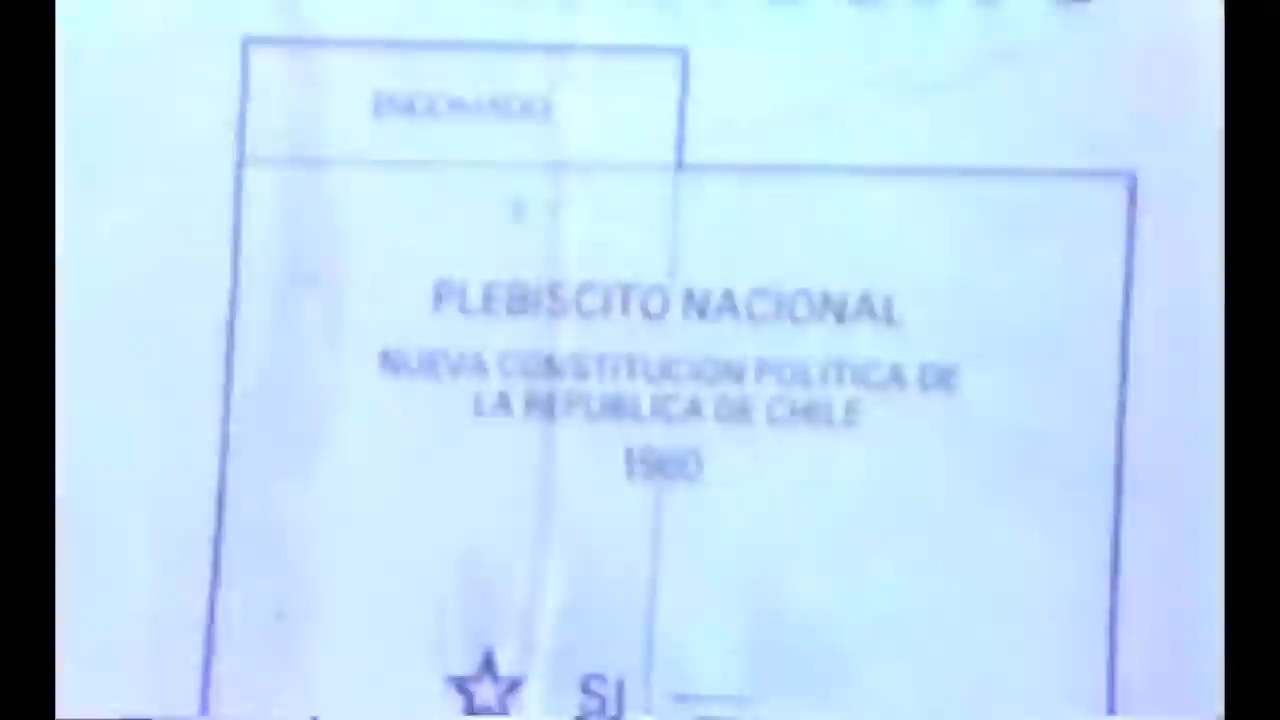 PLEBISCITO NACIONAL
NUEVA CONSTITUCION POLITICA DE
LA REPUBLICA DE CHILE
1980
SI